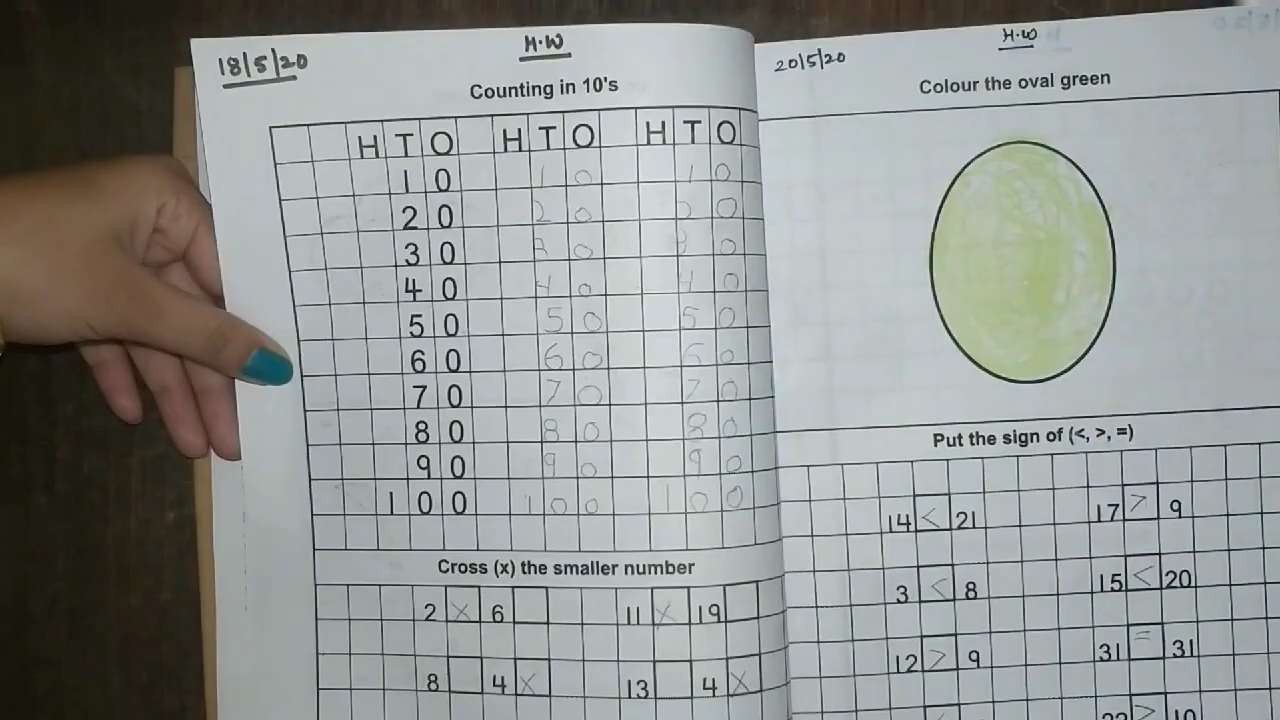 18/5/20
H.W
Counting in 10's
H T O H T O H T O
1 0 1 0 1 0
2 0 2 0 2 0
3 0 3 0 3 0
4 0 4 0 4 0
5 0 5 0 5 0
6 0 6 0 6 0
7 0 7 0 7 0
8 0 8 0 8 0
9 0 9 0 9 0
1 0 0 1 0 0 1 0 0
Cross (x) the smaller number
2 x 6 11 x 19
8 4 x 13 4 x
20/5/20
H.W
Colour the oval green
Put the sign of (<, >, =)
14 < 21 17 > 9
3 < 8 15 < 20
12 > 9 31 = 31
> 10